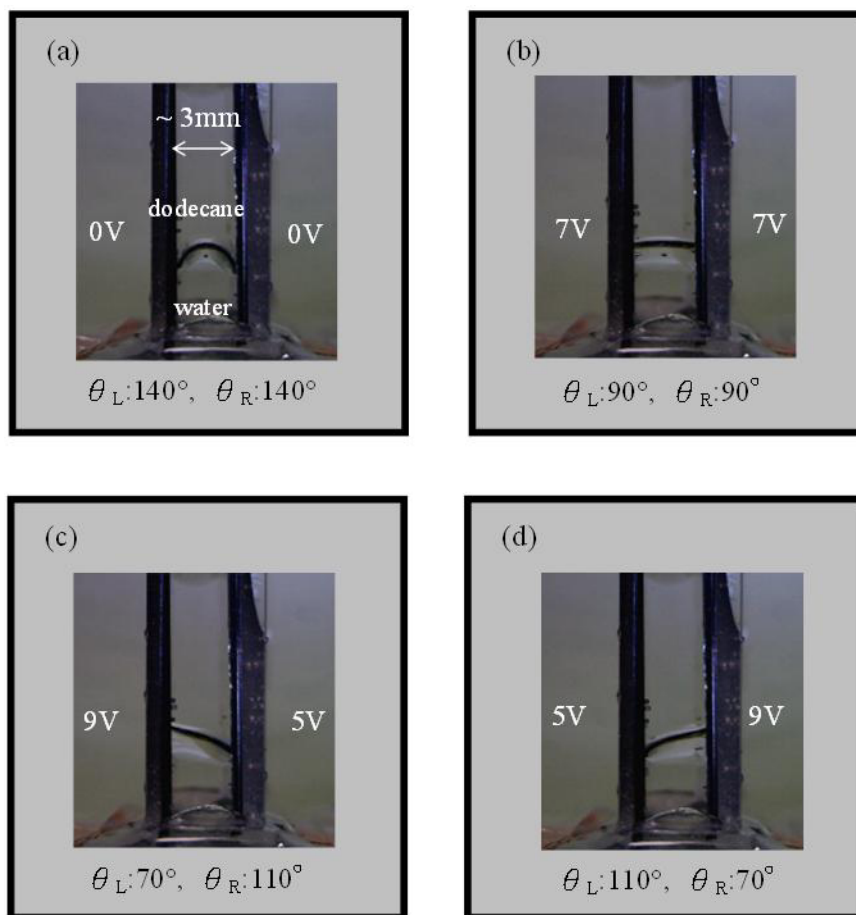 (a)
~ 3mm
dodecane
0V
0V
water
θL:140°, θR:140°
(b)
7V
7V
θL:90°, θR:90°
(c)
9V
5V
θL:70°, θR:110°
(d)
5V
9V
θL:110°, θR:70°